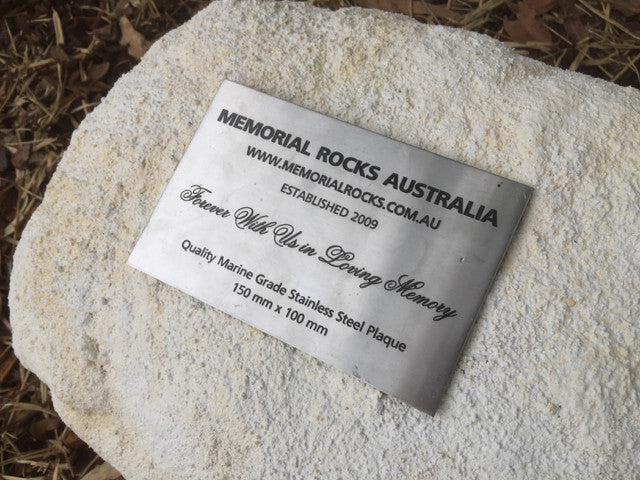 MEMORIAL ROCKS AUSTRALIA
WWW.MEMORIALROCKS.COM.AU
ESTABLISHED 2009
Forever With Us in Loving Memory
Quality Marine Grade Stainless Steel Plaque
150 mm x 100 mm